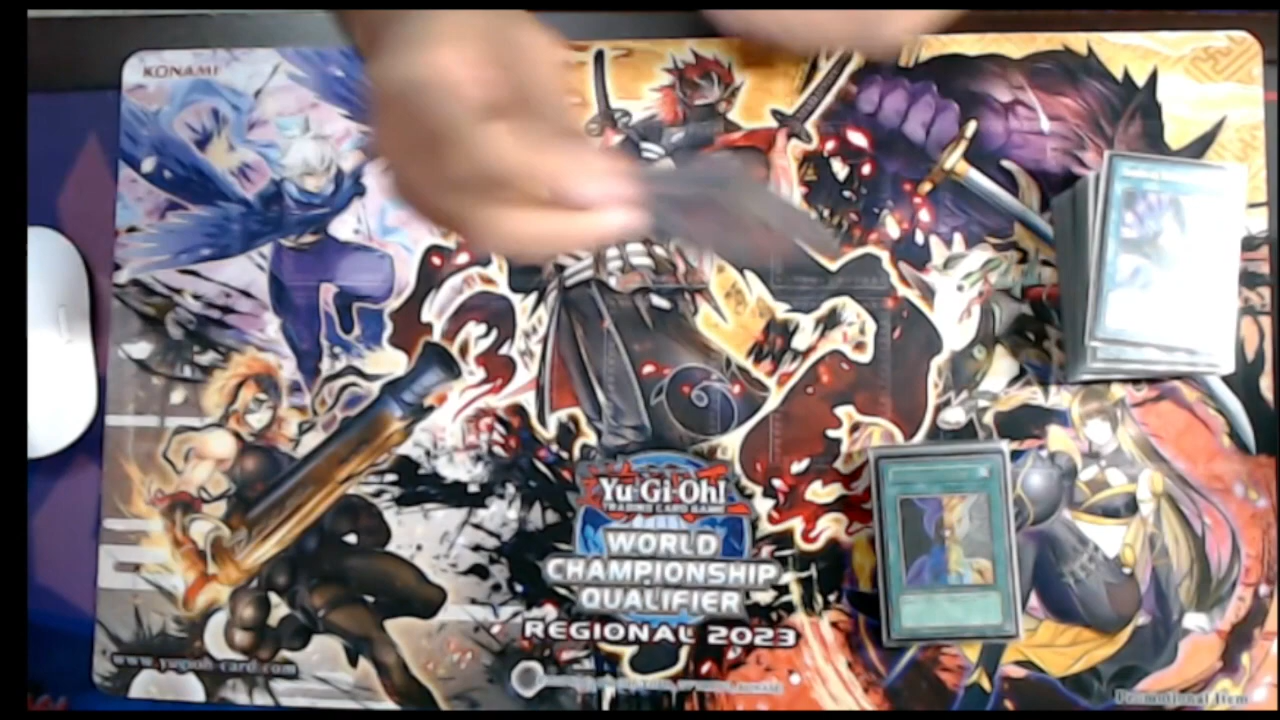 KONAMI
Yu-Gi-Oh!
TRADING CARD GAME
WORLD
CHAMPIONSHIP
QUALIFIER
REGIONAL 2023
www.yugioh-card.com
Promotional Item